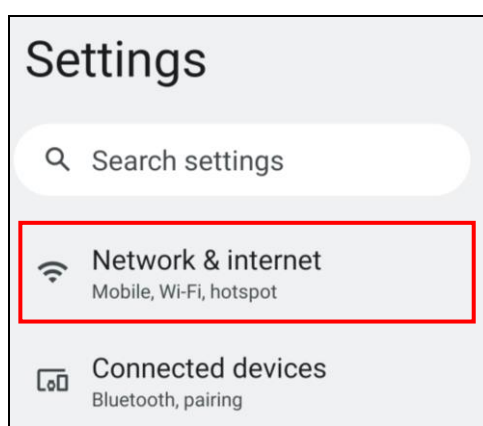 Settings
Search settings
Network & internet
Mobile, Wi-Fi, hotspot
Connected devices
Bluetooth, pairing